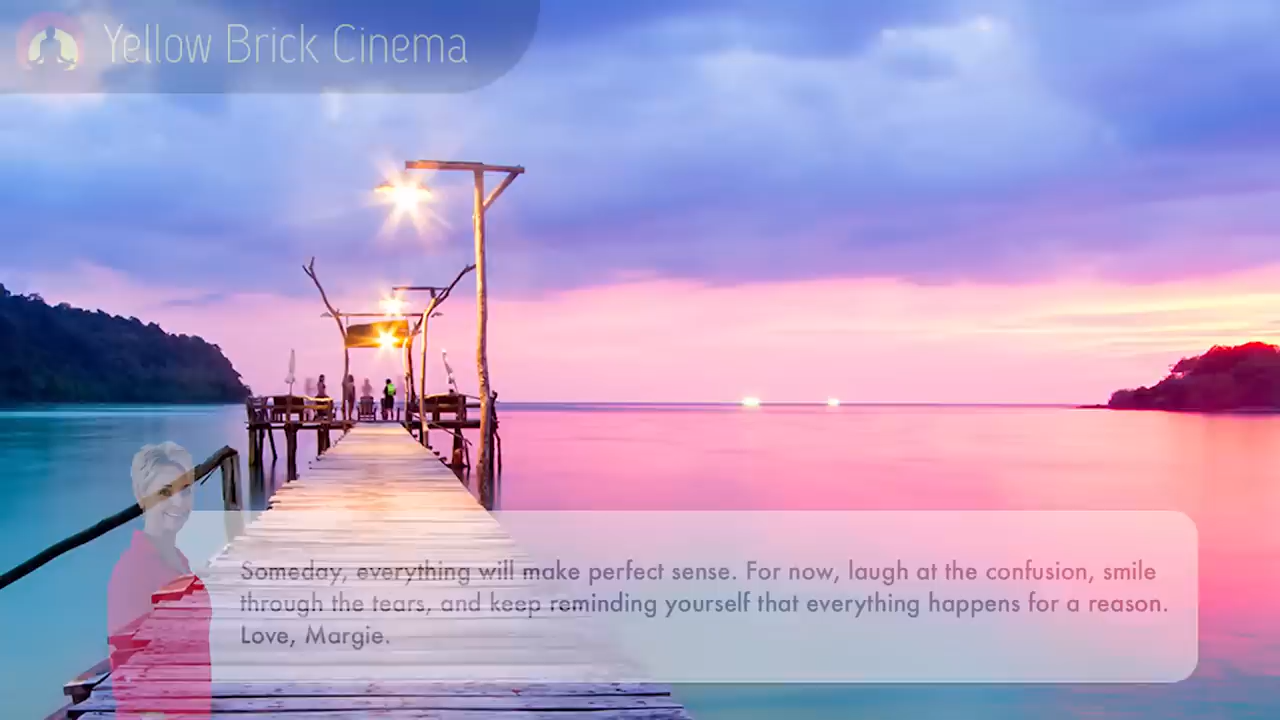 Yellow Brick Cinema
Someday, everything will make perfect sense. For now, laugh at the confusion, smile
through the tears, and keep reminding yourself that everything happens for a reason.
Love, Margie.